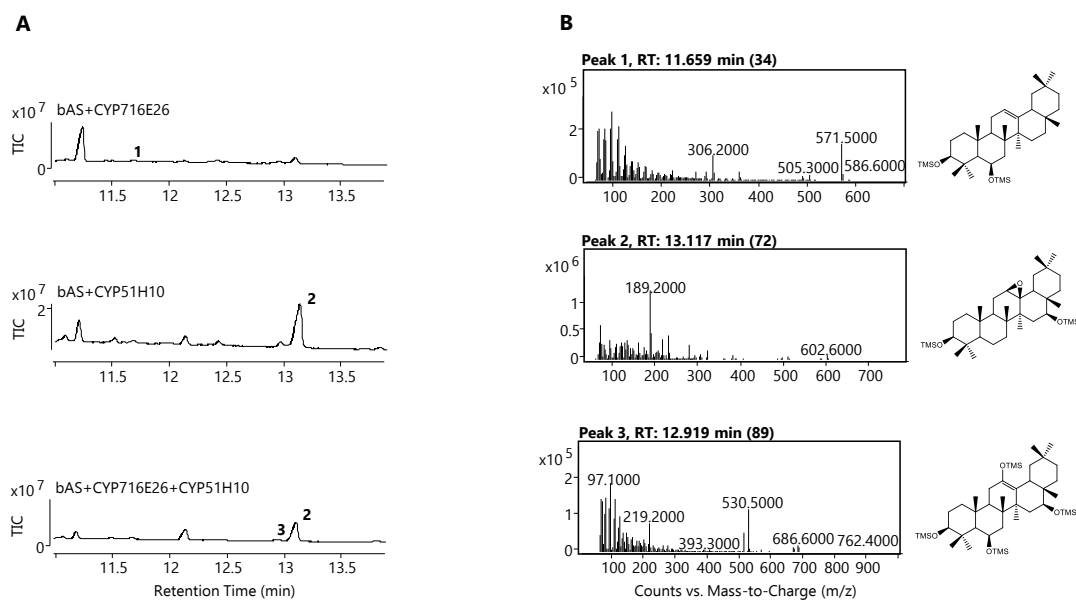 A
x10 7
bAS+CYP716E26
TIC
1
0
11.5 12 12.5 13 13.5
x10 7
bAS+CYP51H10
2
TIC
2
11.5 12 12.5 13 13.5
x10 7
bAS+CYP716E26+CYP51H10
TIC
3 2
0
11.5 12 12.5 13 13.5
Retention Time (min)
B
Peak 1, RT: 11.659 min (34)
x10 5
2
0
306.2000
571.5000
505.3000
586.6000
100 200 300 400 500 600
TMSO
OTMS
Peak 2, RT: 13.117 min (72)
x10 6
1
0.5
0
189.2000
602.6000
100 200 300 400 500 600 700
O
OTMS
TMSO
Peak 3, RT: 12.919 min (89)
x10 5
2
1
0
97.1000
219.2000
530.5000
393.3000
686.6000
762.4000
100 200 300 400 500 600 700 800 900
OTMS
OTMS
TMSO
OTMS
Counts vs. Mass-to-Charge (m/z)